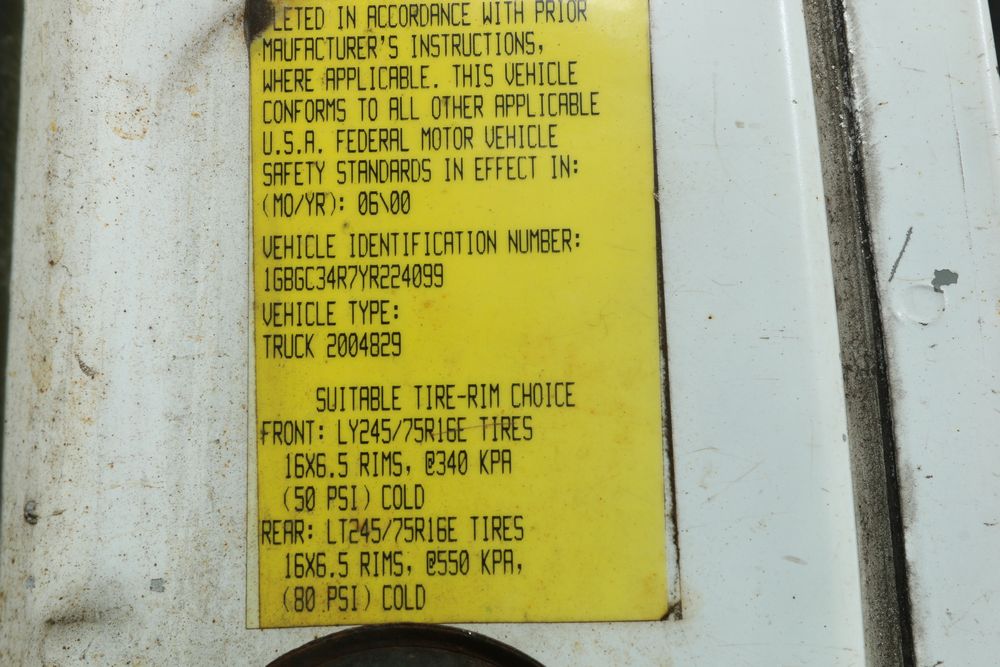 LETED IN ACCORDANCE WITH PRIOR
MAUFACTURER'S INSTRUCTIONS,
WHERE APPLICABLE. THIS VEHICLE
CONFORMS TO ALL OTHER APPLICABLE
U.S.A. FEDERAL MOTOR VEHICLE
SAFETY STANDARDS IN EFFECT IN:
(MO/YR): 06\00
VEHICLE IDENTIFICATION NUMBER:
1GBGC34R7YR224099
VEHICLE TYPE:
TRUCK 2004829
SUITABLE TIRE-RIM CHOICE
FRONT: LY245/75R16E TIRES
16X6.5 RIMS, @340 KPA
(50 PSI) COLD
REAR: LT245/75R16E TIRES
16X6.5 RIMS, @550 KPA,
(80 PSI) COLD